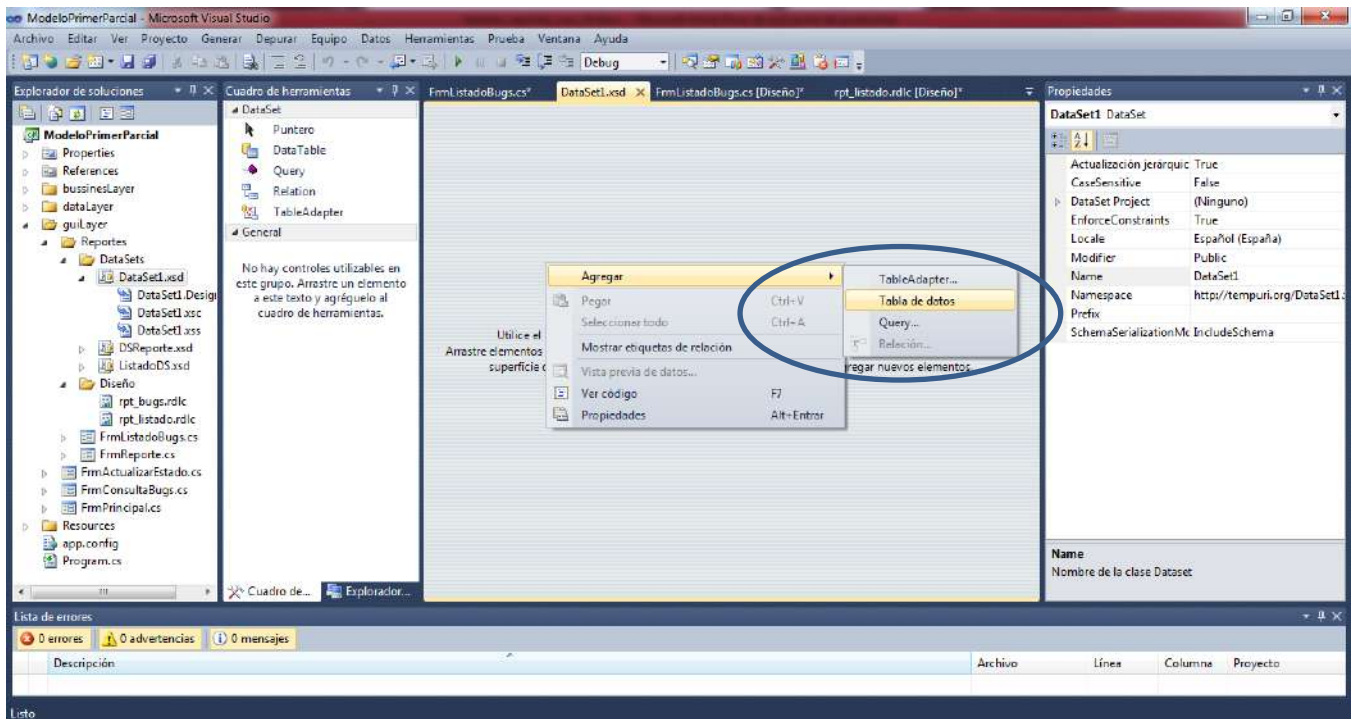 ModeloPrimerParcial - Microsoft Visual Studio
Archivo Editar Ver Proyecto Generar Depurar Equipo Datos Herramientas Prueba Ventana Ayuda
Debug
Explorador de soluciones
ModeloPrimerParcial
Properties
References
bussinesLayer
dataLayer
guiLayer
Reportes
DataSets
DataSet1.xsd
DataSet1.Desig
DataSet1.xsc
DataSet1.xss
DSReporte.xsd
ListadoDS.xsd
Diseño
rpt_bugs.rdlc
rpt_listado.rdlc
FrmListadoBugs.cs
FrmReporte.cs
FrmActualizarEstado.cs
FrmConsultaBugs.cs
FrmPrincipal.cs
Resources
app.config
Program.cs
Cuadro de herramientas
DataSet
Puntero
DataTable
Query
Relation
TableAdapter
General
No hay controles utilizables en
este grupo. Arrastre un elemento
a este texto y agréguelo al
cuadro de herramientas.
Cuadro de... Explorador...
FrmListadoBugs.cs* DataSet1.xsd FrmListadoBugs.cs [Diseño]* rpt_listado.rdlc [Diseño]*
Utilice el
Arrastre elementos
superficie
regar nuevos elementos.
Agregar
Pegar Ctrl+V
Seleccionar todo Ctrl+A
Mostrar etiquetas de relación
Vista previa de datos...
Ver código F7
Propiedades Alt+Entrar
TableAdapter...
Tabla de datos
Query...
Relación...
Propiedades
DataSet1 DataSet
Actualización jerárquic True
CaseSensitive False
DataSet Project (Ninguno)
EnforceConstraints True
Locale Español (España)
Modifier Public
Name DataSet1
Namespace http://tempuri.org/DataSet1.
Prefix
SchemaSerializationMc IncludeSchema
Name
Nombre de la clase Dataset
Lista de errores
0 errores 0 advertencias 0 mensajes
Descripción Archivo Línea Columna Proyecto
Listo